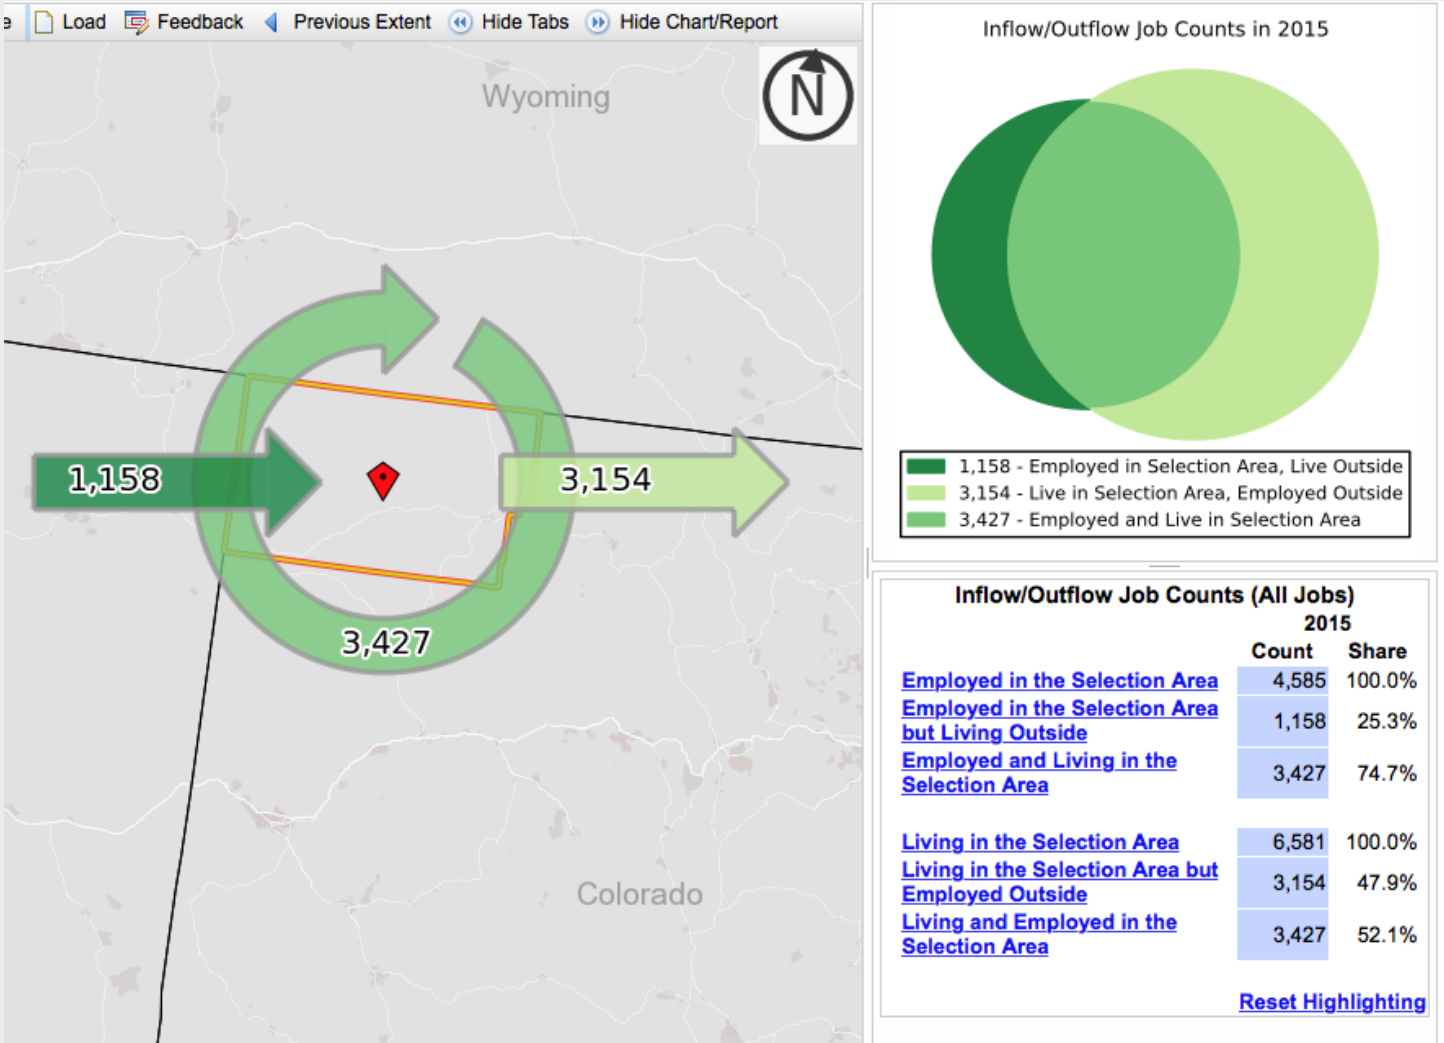 e Load Feedback Previous Extent Hide Tabs Hide Chart/Report
Wyoming
N
1,158
3,154
3,427
Colorado
Inflow/Outflow Job Counts in 2015
1,158 - Employed in Selection Area, Live Outside
3,154 - Live in Selection Area, Employed Outside
3,427 - Employed and Live in Selection Area
Inflow/Outflow Job Counts (All Jobs)
2015
Count Share
Employed in the Selection Area 4,585 100.0%
Employed in the Selection Area
but Living Outside 1,158 25.3%
Employed and Living in the
Selection Area 3,427 74.7%
Living in the Selection Area 6,581 100.0%
Living in the Selection Area but
Employed Outside 3,154 47.9%
Living and Employed in the
Selection Area 3,427 52.1%
Reset Highlighting